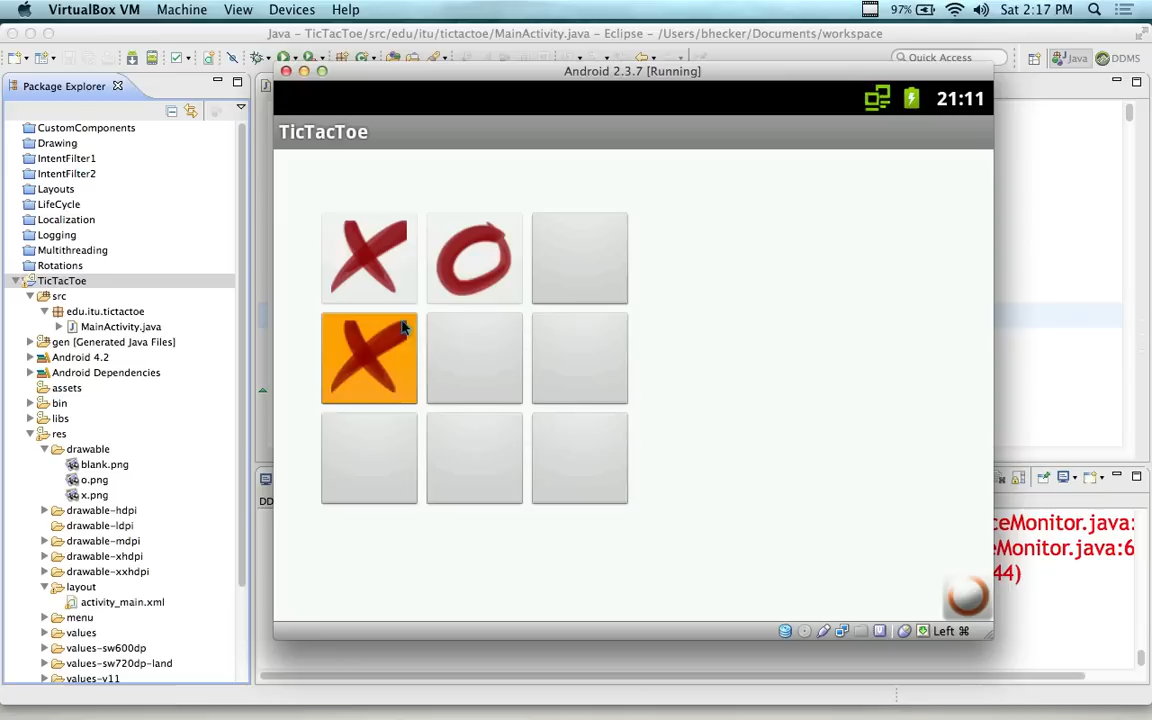 VirtualBox VM Machine View Devices Help 97% Sat 2:17 PM
Java – TicTacToe/src/edu/itu/tictactoe/MainActivity.java – Eclipse – /Users/bhecker/Documents/workspace
Quick Access Java DDMS
Package Explorer
Android 2.3.7 [Running]
21:11
TicTacToe
CustomComponents
Drawing
IntentFilter1
IntentFilter2
Layouts
LifeCycle
Localization
Logging
Multithreading
Rotations
TicTacToe
src
edu.itu.tictactoe
MainActivity.java
gen [Generated Java Files]
Android 4.2
Android Dependencies
assets
bin
libs
res
drawable
blank.png
o.png
x.png
drawable-hdpi
drawable-ldpi
drawable-mdpi
drawable-xhdpi
drawable-xxhdpi
layout
activity_main.xml
menu
values
values-sw600dp
values-sw720dp-land
values-v11
X O
X
DD
ceMonitor.java:
eMonitor.java:6
44)
Left ⌘